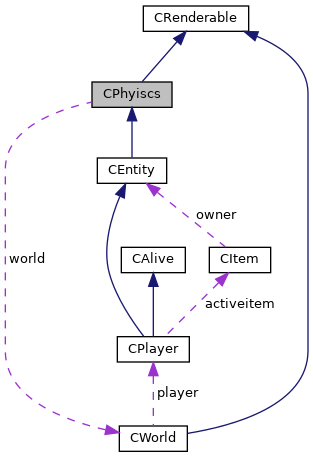 CRenderable
CPhyiscs
CEntity
owner
world
CAlive
CItem
activeitem
CPlayer
player
CWorld